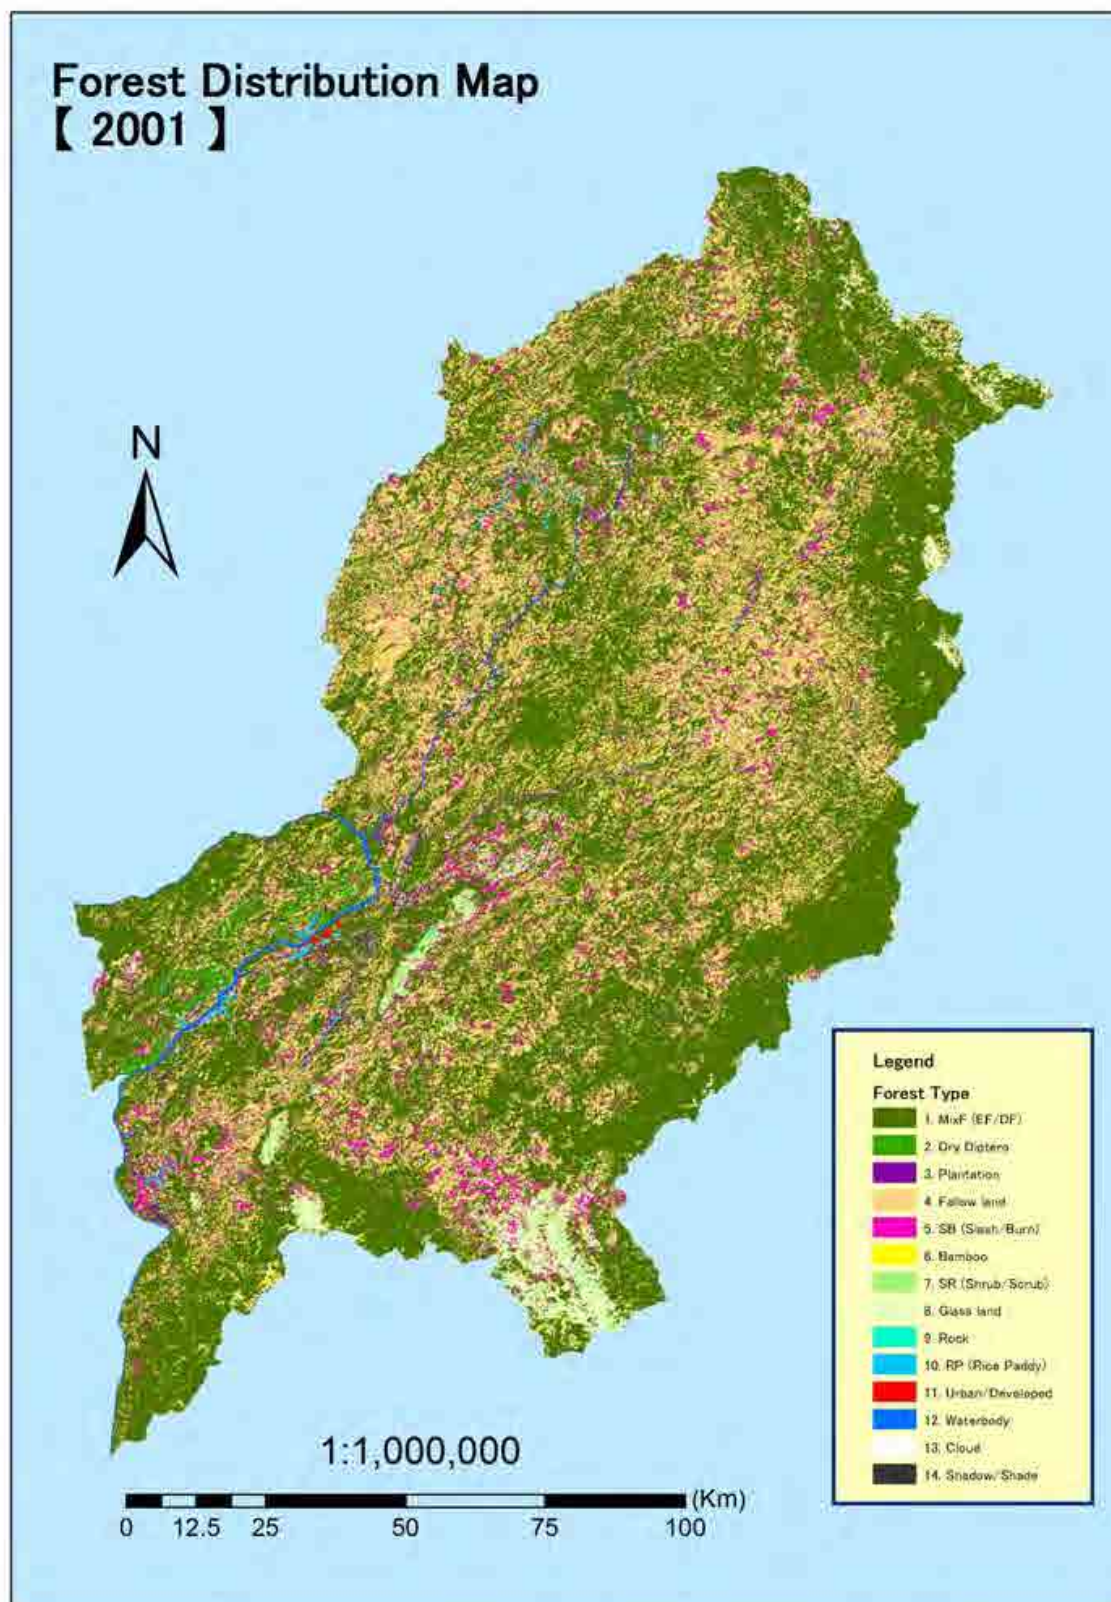 Forest Distribution Map
【 2001 】
N
Legend
Forest Type
1. MixF (EF/DF)
2. Dry Diptero
3. Plantation
4. Fallow land
5. SB (Slash/Burn)
6. Bamboo
7. SR (Shrub/Scrub)
8. Glass land
9. Rock
10. RP (Rice Paddy)
11. Urban/Developed
12. Waterbody
13. Cloud
14. Shadow/Shade
1:1,000,000
(Km)
0 12.5 25 50 75 100